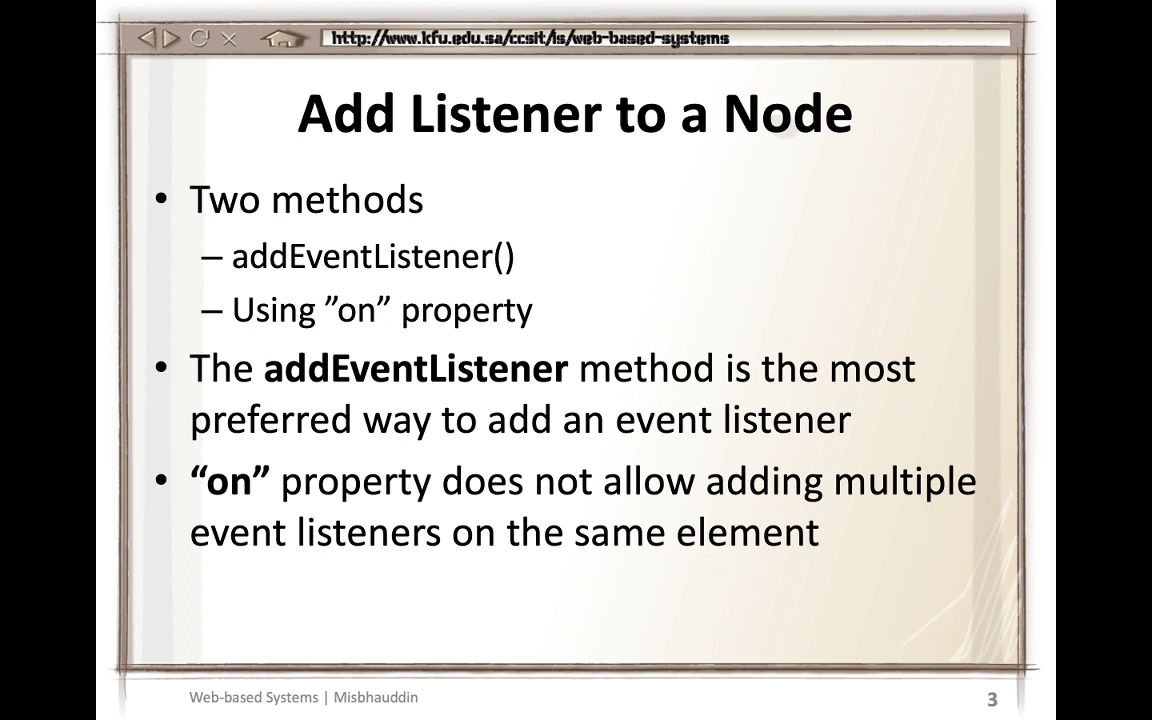 http://www.kfu.edu.sa/ccsit/is/web-based-systems
Add Listener to a Node
• Two methods
– addEventListener()
– Using ”on” property
• The addEventListener method is the most
preferred way to add an event listener
• “on” property does not allow adding multiple
event listeners on the same element
Web-based Systems | Misbhauddin
3